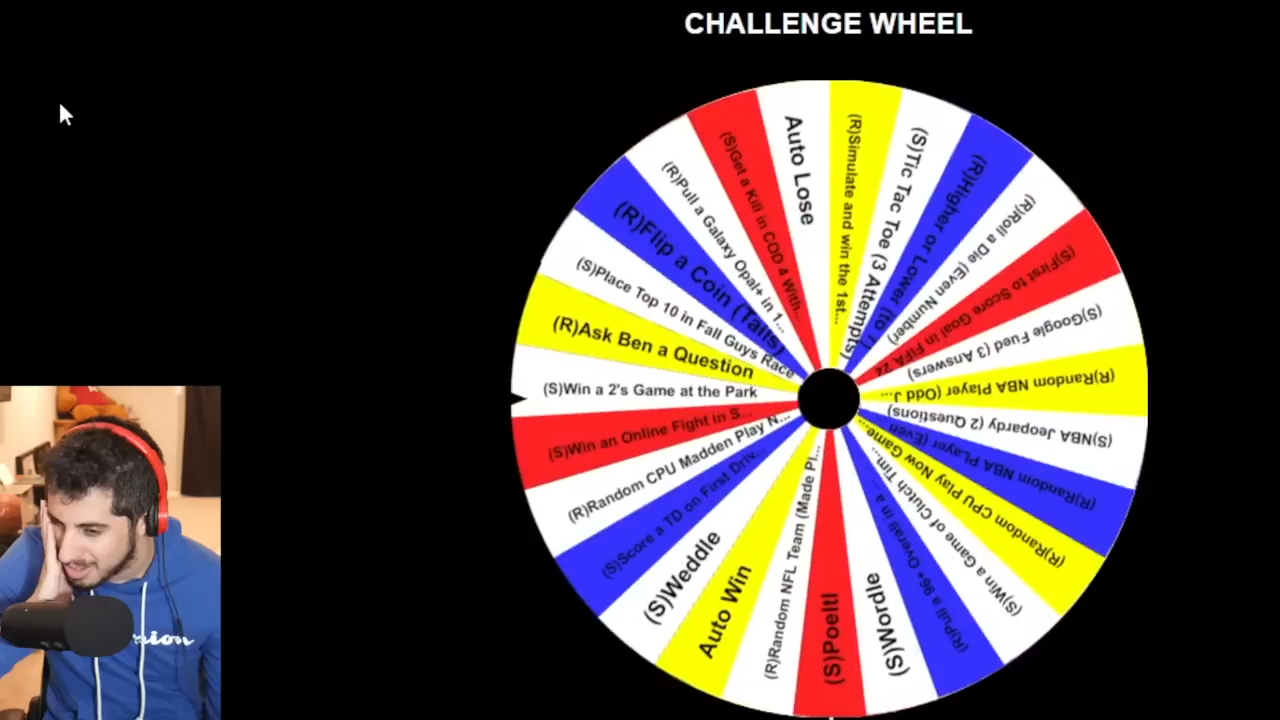 CHALLENGE WHEEL
Auto Lose
(R)Simulate and win the 1st...
(S)Tic Tac Toe (3 Attempts)
(R)Higher or Lower (to 7)
(R)Roll a Die (Even Number)
(S)First to Score Goal in FIFA 22
(S)Google Fued (3 Answers)
(R)Random NBA Player (Odd J...
(S)NBA Jeopardy (2 Questions)
(R)Random NBA PLayer (Even
(R)Random CPU Play Now Game...
(S)Win a Game of Clutch Tim...
(R)Pull a 96+ Overall in a ...
(S)Wordle
(S)Poeltl
(R)Random NFL Team (Made Pl...
Auto Win
(S)Weddle
(S)Score a TD on First Driv...
(R)Random CPU Madden Play N...
(S)Win an Online Fight in S...
(S)Win a 2's Game at the Park
(R)Ask Ben a Question
(S)Place Top 10 in Fall Guys Race
(R)Flip a Coin (Tails)
(R)Pull a Galaxy Opal+ in 1...
(S)Get a Kill in COD 4 With...